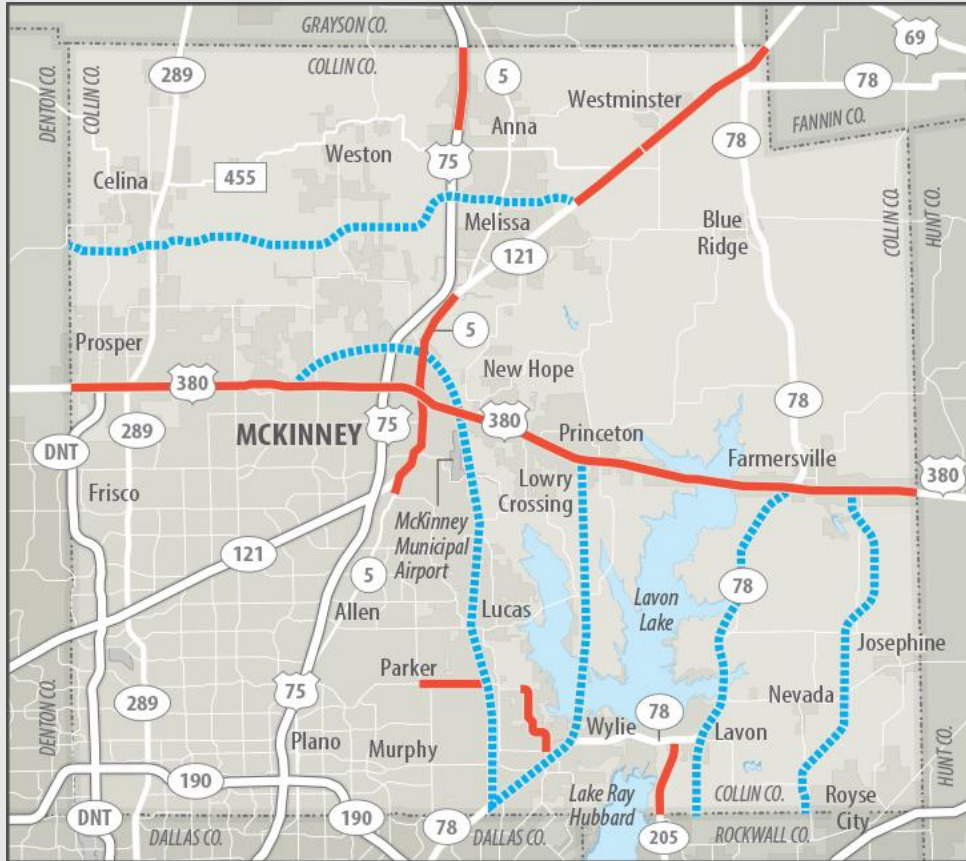 GRAYSON CO.
COLLIN CO.
DENTON CO.
COLLIN CO.
289
5
69
78
78
FANNIN CO.
Westminster
Anna
Weston
75
Celina
455
COLLIN CO.
HUNT CO.
Melissa
Blue
Ridge
121
5
Prosper
New Hope
380
78
MCKINNEY
75
380
Princeton
289
DNT
Farmersville
380
Frisco
Lowry
Crossing
McKinney
Municipal
Airport
121
5
Allen
Lucas
Lavon
Lake
78
Josephine
Parker
Nevada
DENTON CO.
289
75
Plano
Murphy
Wylie
78
Lavon
HUNT CO.
190
Lake Ray
Hubbard
COLLIN CO.
Royse
City
DNT
DALLAS CO.
190
78
DALLAS CO.
205
ROCKWALL CO.